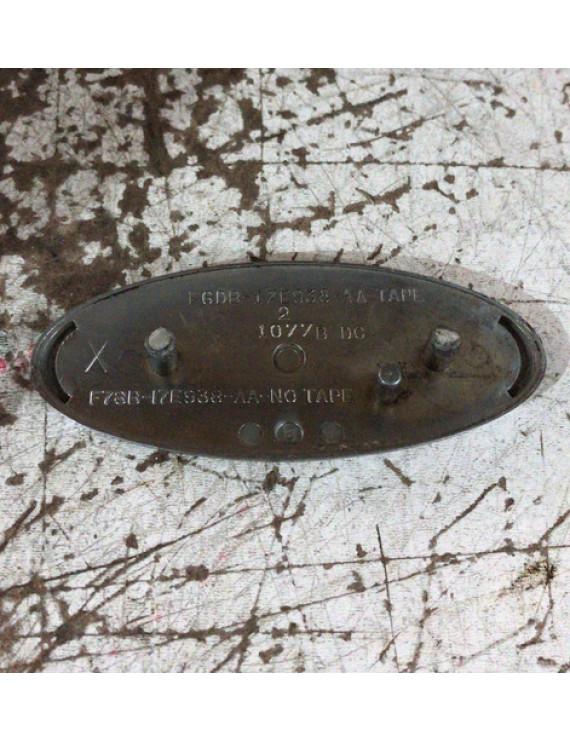 F6DB-17E938-AA-TAPE
2
1077B DC
X
F78B-17E938-AA-NO TAPE